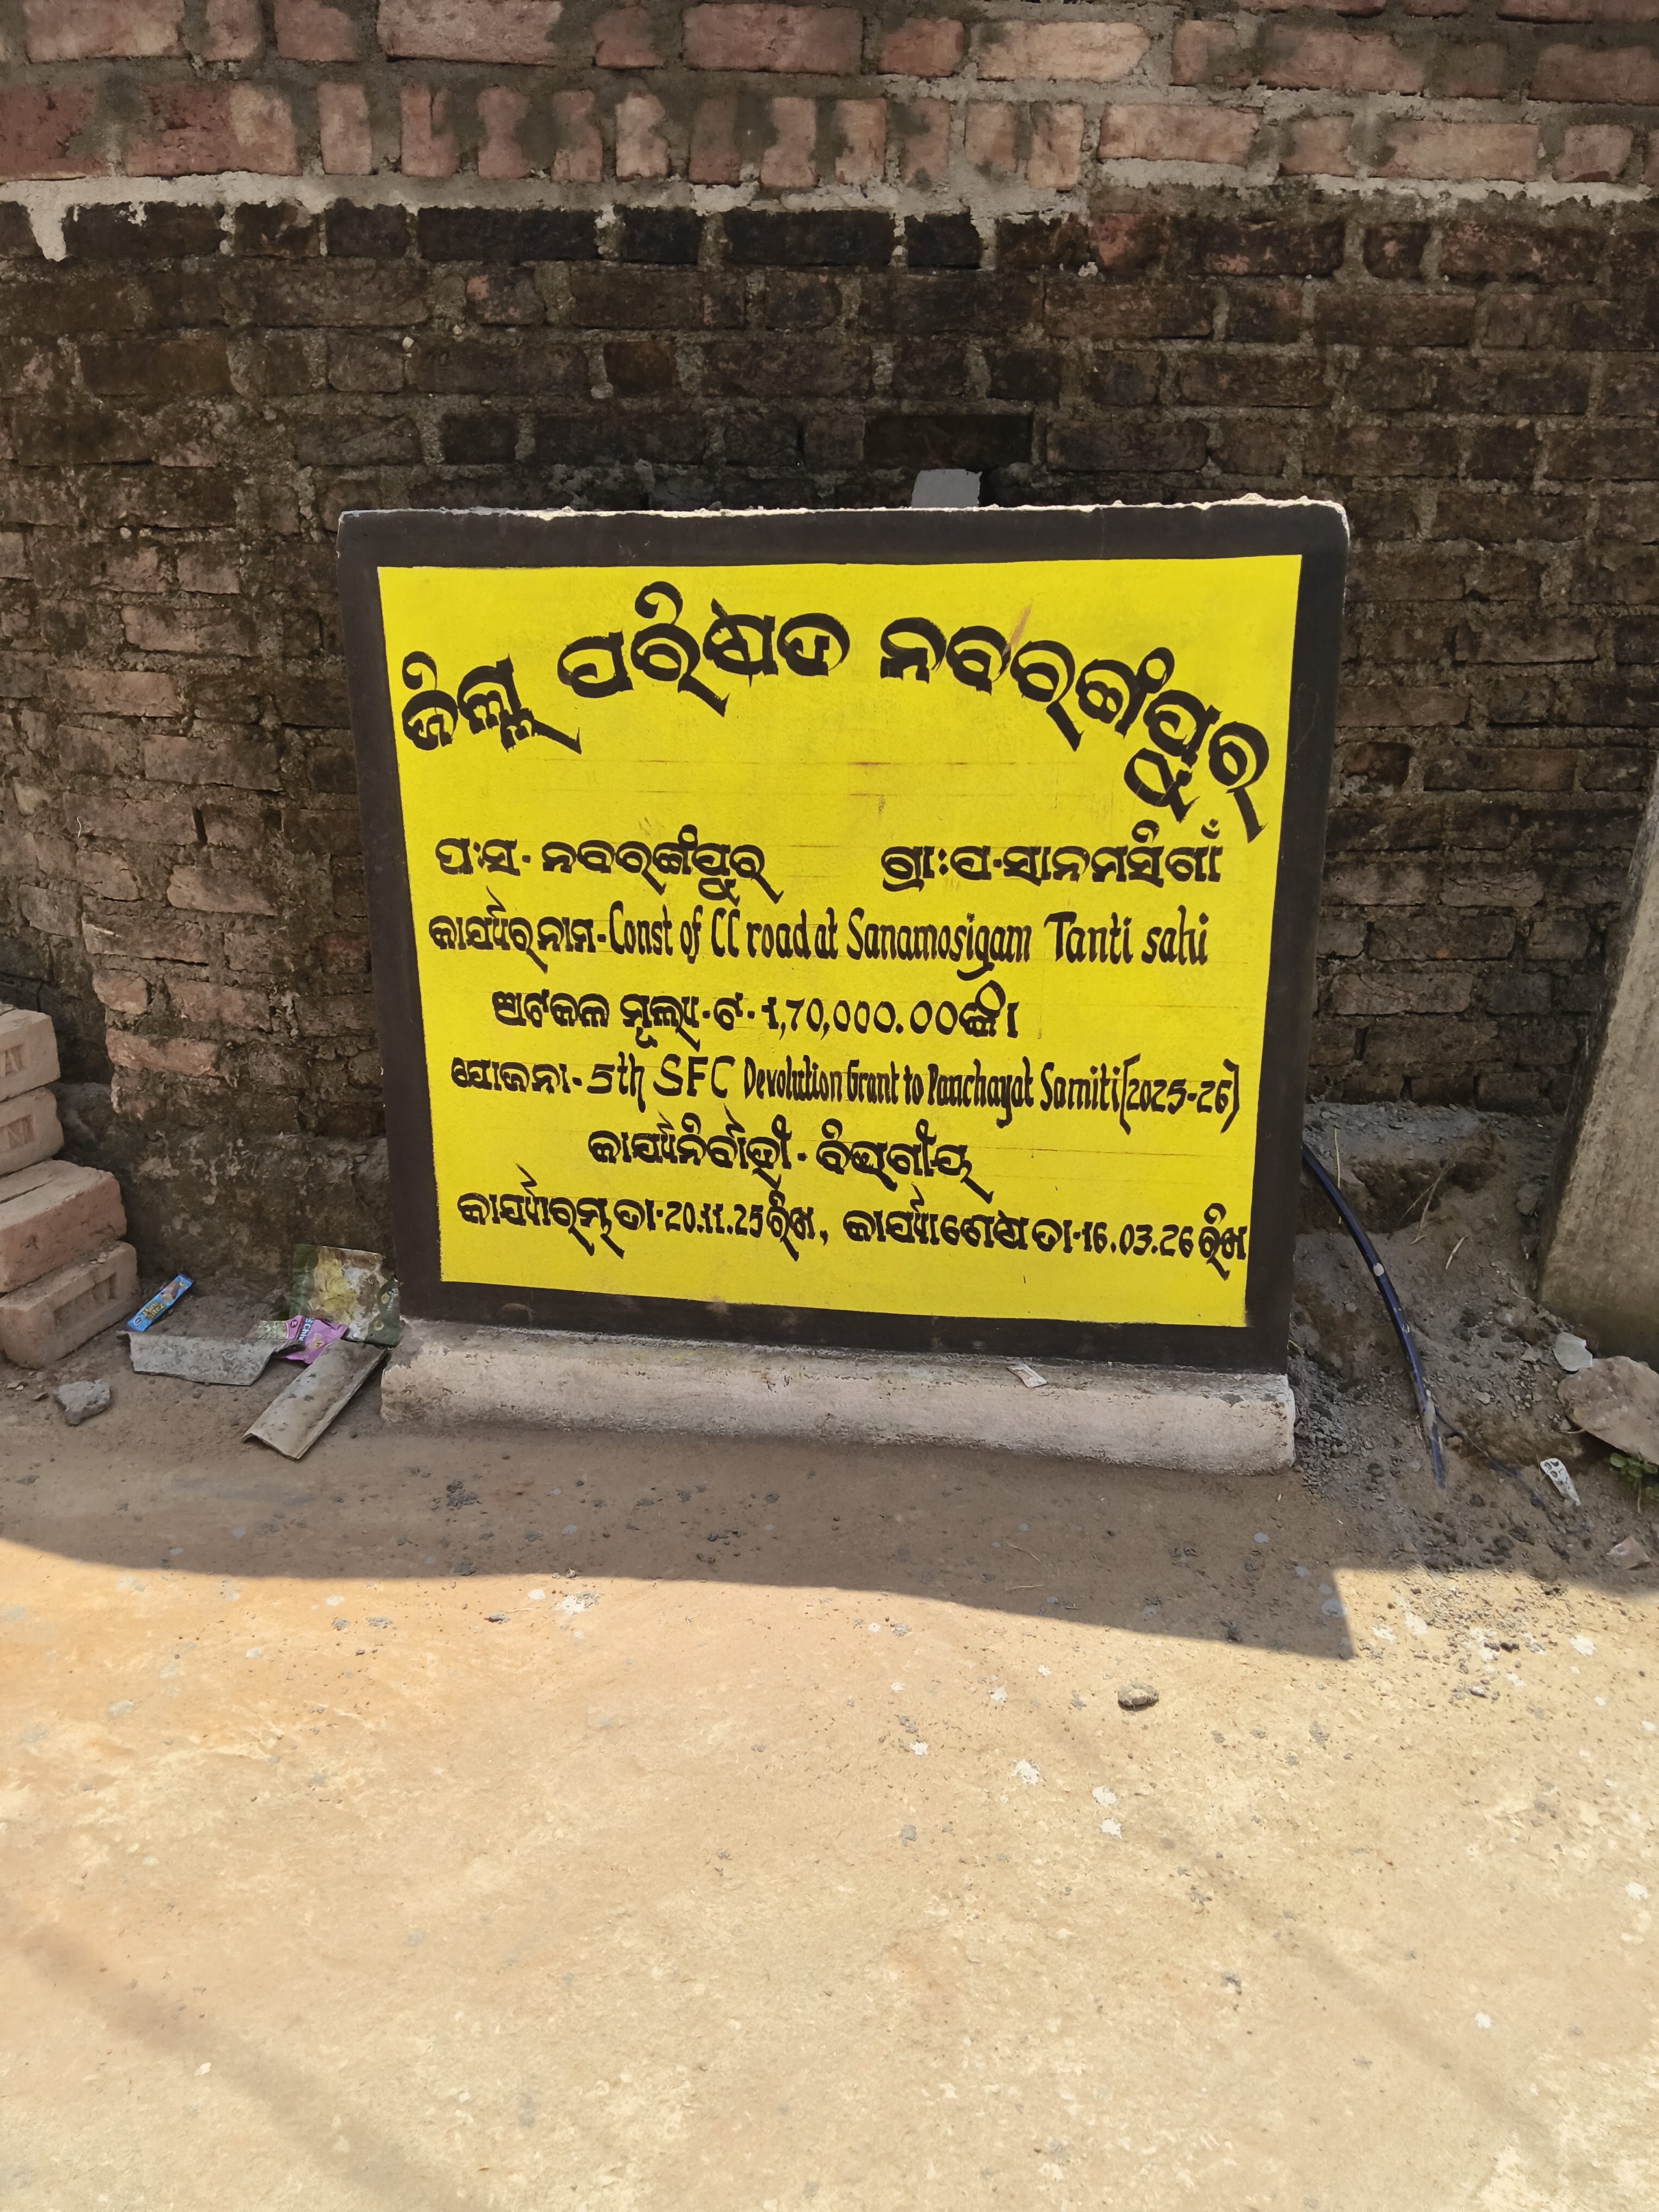 ଜିଲ୍ଲା ପରିଷଦ ନବରଙ୍ଗପୁର
ପଃସ. ନବରଙ୍ଗପୁର ଗ୍ରାଃପ.ସାନମସିଗାଁ
କାର୍ଯ୍ୟର ନାମ-Const of CC road at Sanamosigam Tanti sahi
ଅଟକଳ ମୂଲ୍ୟ.ଟ.1,70,000.00ଙ୍କା
ଯୋଜନା-5th SFC Devolution Grant to Panchayat Samiti(2025-26)
କାର୍ଯ୍ୟନିର୍ବାହୀ-ବିଭାଗୀୟ
କାର୍ଯ୍ୟାରମ୍ଭ ତା-20.11.25ରିଖ, କାର୍ଯ୍ୟଶେଷ ତା-16.03.26 ରିଖ